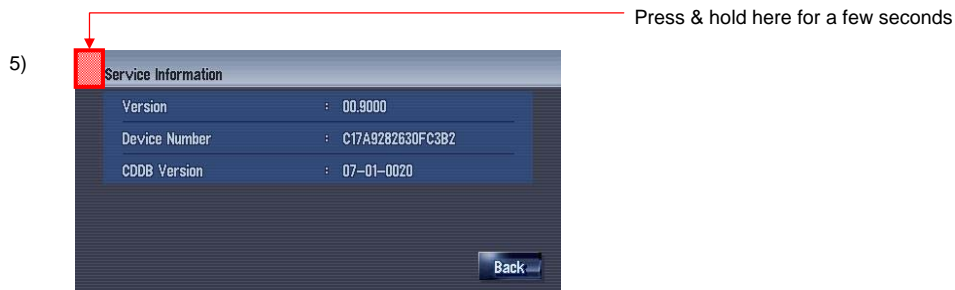 Press & hold here for a few seconds
5)
Service Information
Version : 00.9000
Device Number : C17A9282630FC3B2
CDDB Version : 07-01-0020
Back